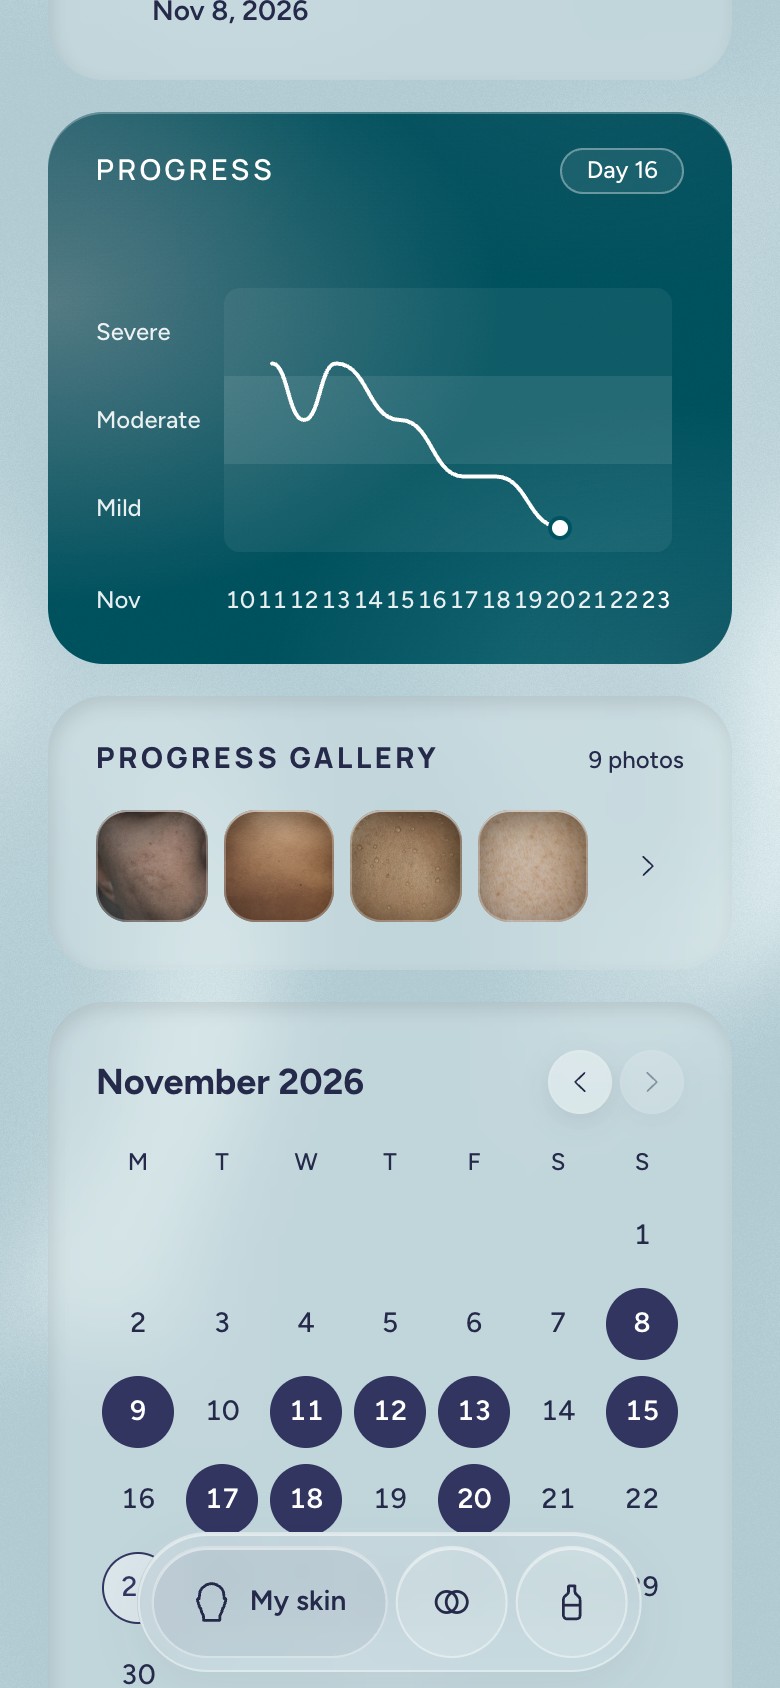 Nov 8, 2026
PROGRESS
Day 16
Severe
Moderate
Mild
Nov 10 11 12 13 14 15 16 17 18 19 20 21 22 23
PROGRESS GALLERY
9 photos
November 2026
M T W T F S S
1
2 3 4 5 6 7 8
9 10 11 12 13 14 15
16 17 18 19 20 21 22
My skin
30